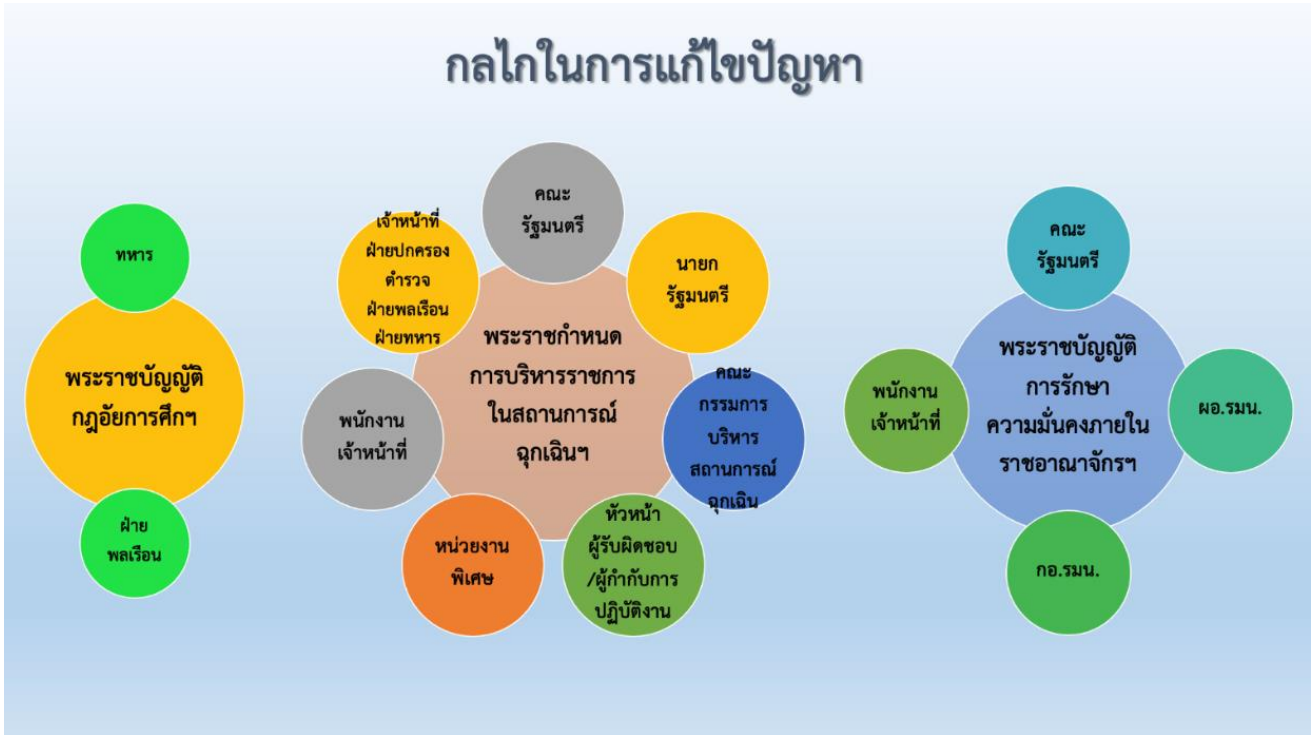 กลไกในการแก้ไขปัญหา
ทหาร
พระราชบัญญัติ
กฎอัยการศึกฯ
ฝ่าย
พลเรือน
คณะ
รัฐมนตรี
นายก
รัฐมนตรี
คณะ
กรรมการ
บริหาร
สถานการณ์
ฉุกเฉิน
หัวหน้า
ผู้รับผิดชอบ
/ผู้กำกับการ
ปฏิบัติงาน
หน่วยงาน
พิเศษ
พนักงาน
เจ้าหน้าที่
เจ้าหน้าที่
ฝ่ายปกครอง
ตำรวจ
ฝ่ายพลเรือน
ฝ่ายทหาร
พระราชกำหนด
การบริหารราชการ
ในสถานการณ์
ฉุกเฉินฯ
คณะ
รัฐมนตรี
ผอ.รมน.
กอ.รมน.
พนักงาน
เจ้าหน้าที่
พระราชบัญญัติ
การรักษา
ความมั่นคงภายใน
ราชอาณาจักรฯ